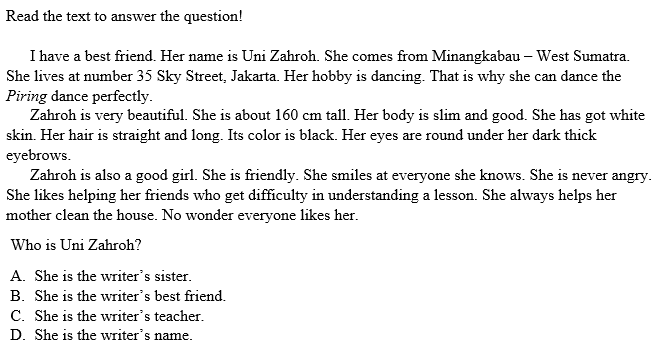 Read the text to answer the question!
I have a best friend. Her name is Uni Zahroh. She comes from Minangkabau – West Sumatra.
She lives at number 35 Sky Street, Jakarta. Her hobby is dancing. That is why she can dance the
Piring dance perfectly.
Zahroh is very beautiful. She is about 160 cm tall. Her body is slim and good. She has got white
skin. Her hair is straight and long. Its color is black. Her eyes are round under her dark thick
eyebrows.
Zahroh is also a good girl. She is friendly. She smiles at everyone she knows. She is never angry.
She likes helping her friends who get difficulty in understanding a lesson. She always helps her
mother clean the house. No wonder everyone likes her.
Who is Uni Zahroh?
A. She is the writer’s sister.
B. She is the writer’s best friend.
C. She is the writer’s teacher.
D. She is the writer’s name.